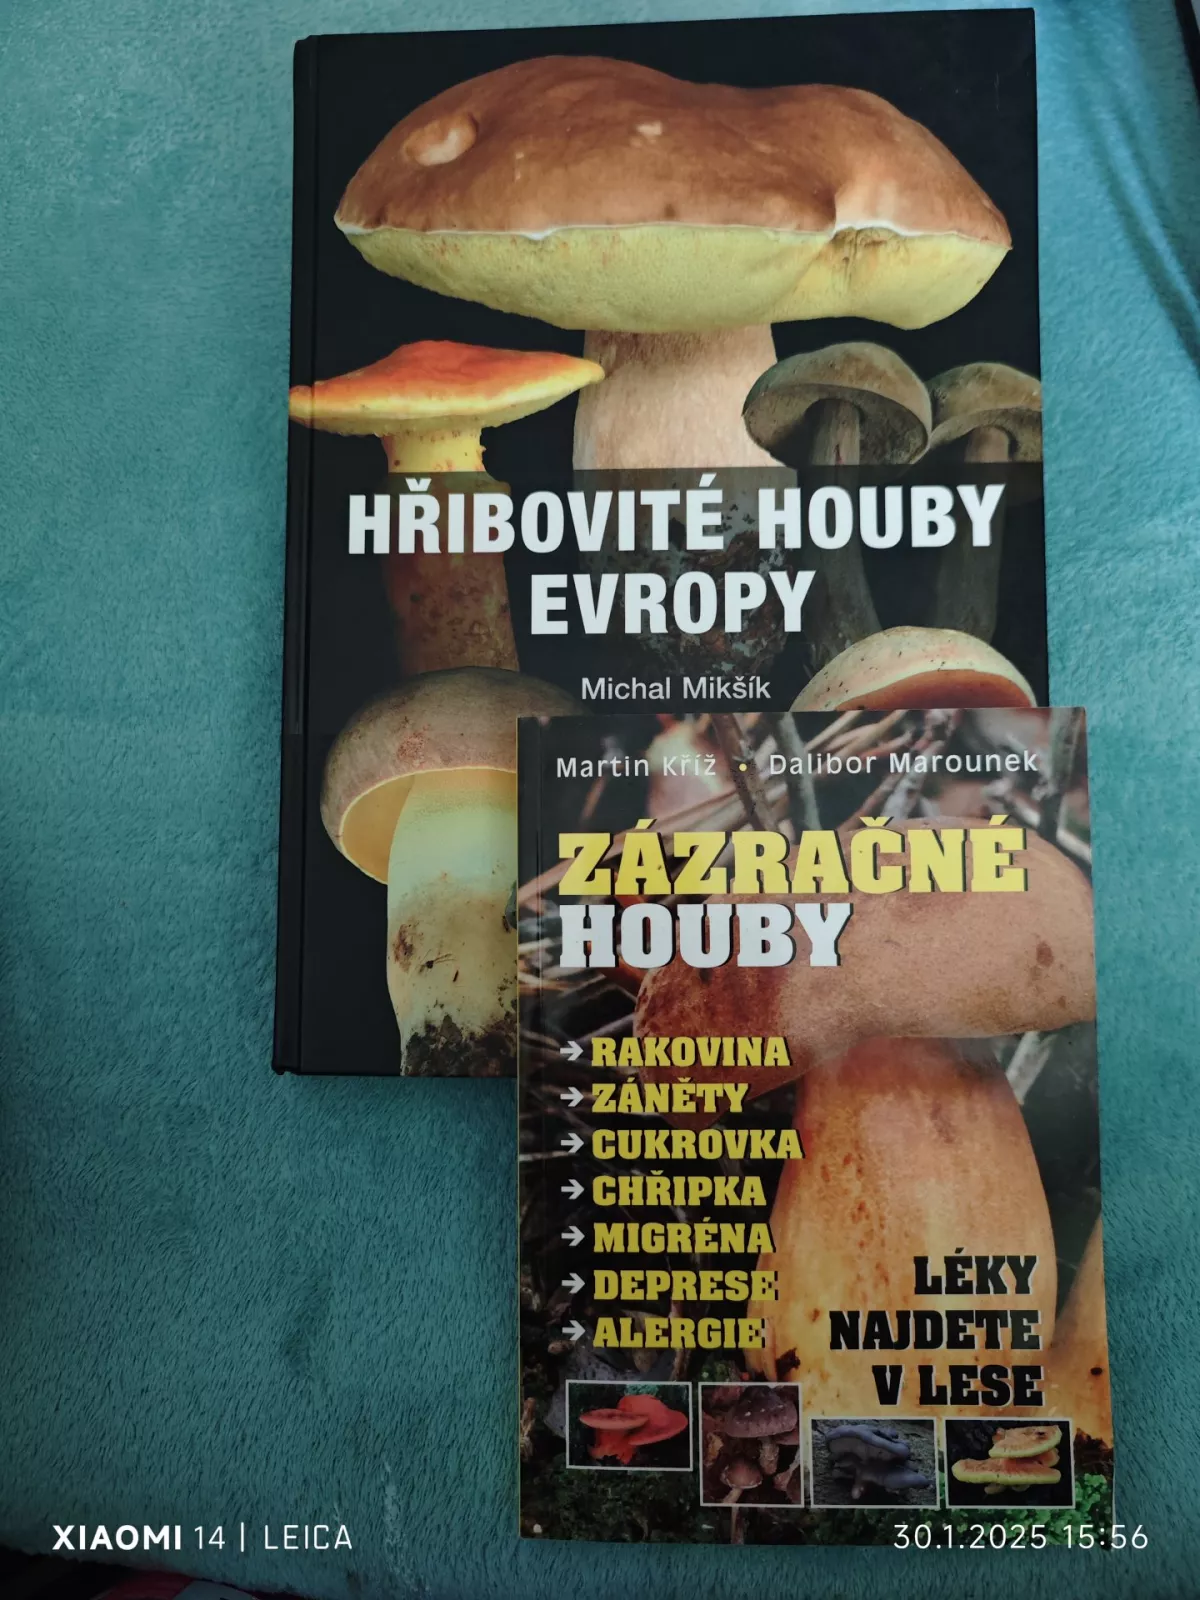 HŘIBOVITÉ HOUBY
EVROPY
Michal Mikšík
Martin Kříž • Dalibor Marounek
ZÁZRAČNÉ
HOUBY
→ RAKOVINA
→ ZÁNĚTY
→ CUKROVKA
→ CHŘIPKA
→ MIGRÉNA
→ DEPRESE
→ ALERGIE
LÉKY
NAJDETE
V LESE
XIAOMI 14 | LEICA
30.1.2025 15:56